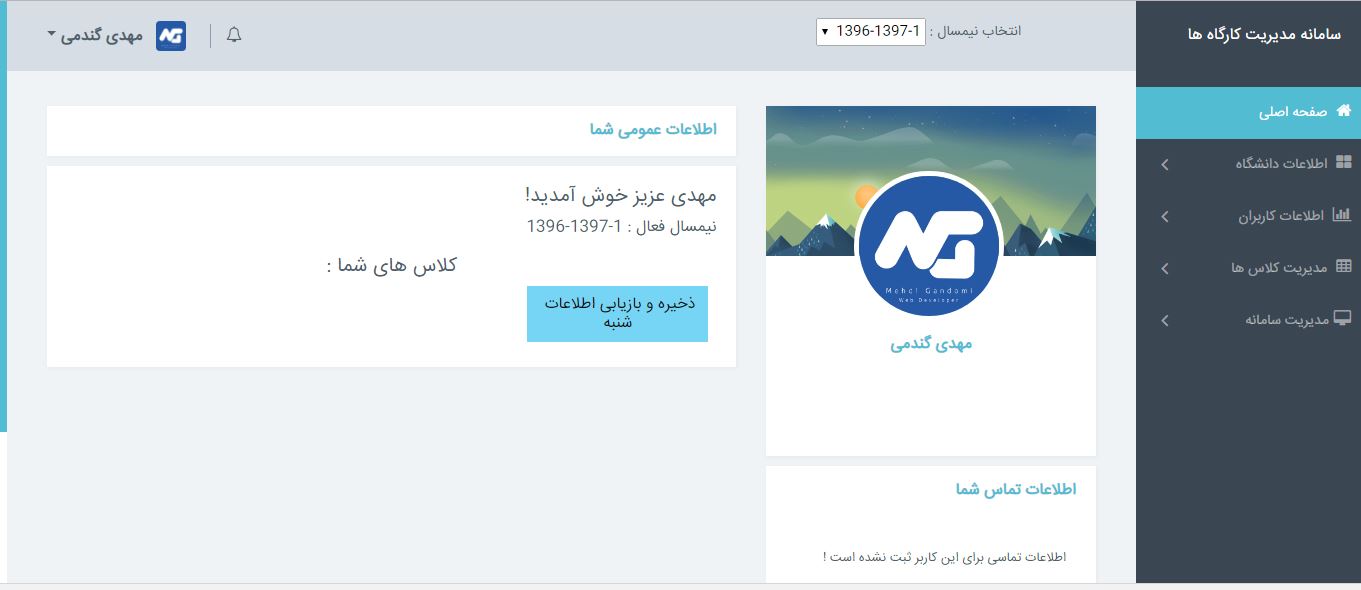 سامانه مدیریت کارگاه ها
صفحه اصلی
اطلاعات دانشگاه
اطلاعات کاربران
مدیریت کلاس ها
مدیریت سامانه
انتخاب نیمسال : 1396-1397-1
مهدی گندمی
NG
Mehdi Gandomi
Web Developer
مهدی گندمی
اطلاعات تماس شما
اطلاعات تماسی برای این کاربر ثبت نشده است !
اطلاعات عمومی شما
مهدی عزیز خوش آمدید!
نیمسال فعال : 1396-1397-1
کلاس های شما :
ذخیره و بازیابی اطلاعات
شنبه